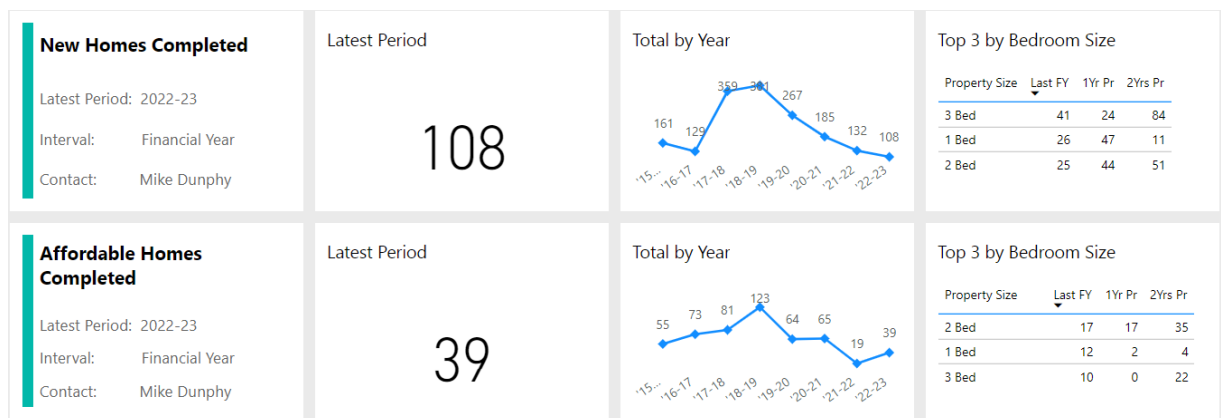 New Homes Completed
Latest Period: 2022-23
Interval: Financial Year
Contact: Mike Dunphy
Latest Period
108
Total by Year
161 129 359 267 185 132 108
'15... '16-17 '17-18 '18-19 '19-20 '20-21 '21-22 '22-23
Top 3 by Bedroom Size
Property Size Last FY 1Yr Pr 2Yrs Pr
3 Bed 41 24 84
1 Bed 26 47 11
2 Bed 25 44 51
Affordable Homes
Completed
Latest Period: 2022-23
Interval: Financial Year
Contact: Mike Dunphy
Latest Period
39
Total by Year
55 73 81 123 64 65 19 39
'15... '16-17 '17-18 '18-19 '19-20 '20-21 '21-22 '22-23
Top 3 by Bedroom Size
Property Size Last FY 1Yr Pr 2Yrs Pr
2 Bed 17 17 35
1 Bed 12 2 4
3 Bed 10 0 22